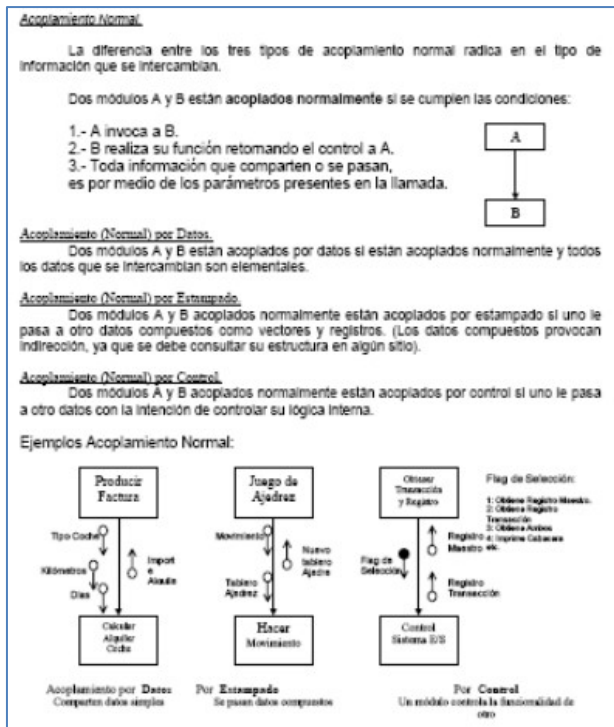 Acoplamiento Normal.
La diferencia entre los tres tipos de acoplamiento normal radica en el tipo de
información que se intercambian.
Dos módulos A y B están acoplados normalmente si se cumplen las condiciones:
1.- A invoca a B.
2.- B realiza su función retornando el control a A.
3.- Toda información que comparten o se pasan,
es por medio de los parámetros presentes en la llamada.
A
B
Acoplamiento (Normal) por Datos.
Dos módulos A y B están acoplados por datos si están acoplados normalmente y todos
los datos que se intercambian son elementales.
Acoplamiento (Normal) por Estampado.
Dos módulos A y B acoplados normalmente están acoplados por estampado si uno le
pasa a otro datos compuestos como vectores y registros. (Los datos compuestos provocan
indirección, ya que se debe consultar su estructura en algún sitio).
Acoplamiento (Normal) por Control.
Dos módulos A y B acoplados normalmente están acoplados por control si uno le pasa
a otro datos con la intención de controlar su lógica interna.
Ejemplos Acoplamiento Normal:
Producir
Factura
Tipo Coche
Kilómetros
Días
Import
e
Alquile
Calcular
Alquiler
Coche
Acoplamiento por Datos
Comparten datos simples
Juego de
Ajedrez
Movimiento
Tablero
Ajedrez
Nuevo
tablero
Ajedre
Hacer
Movimiento
Por Estampado
Se pasan datos compuestos
Obtener
Transacción
y Registro
Flag de
Selección
Registro
Maestro
Registro
Transacción
Control
Sistema E/S
Flag de Selección:
1: Obtiene Registro Maestro.
2: Obtiene Registro
Transacción
3: Obtiene Ambos
4: Imprime Cabecera
etc.
Por Control
Un módulo controla la funcionalidad de
otro